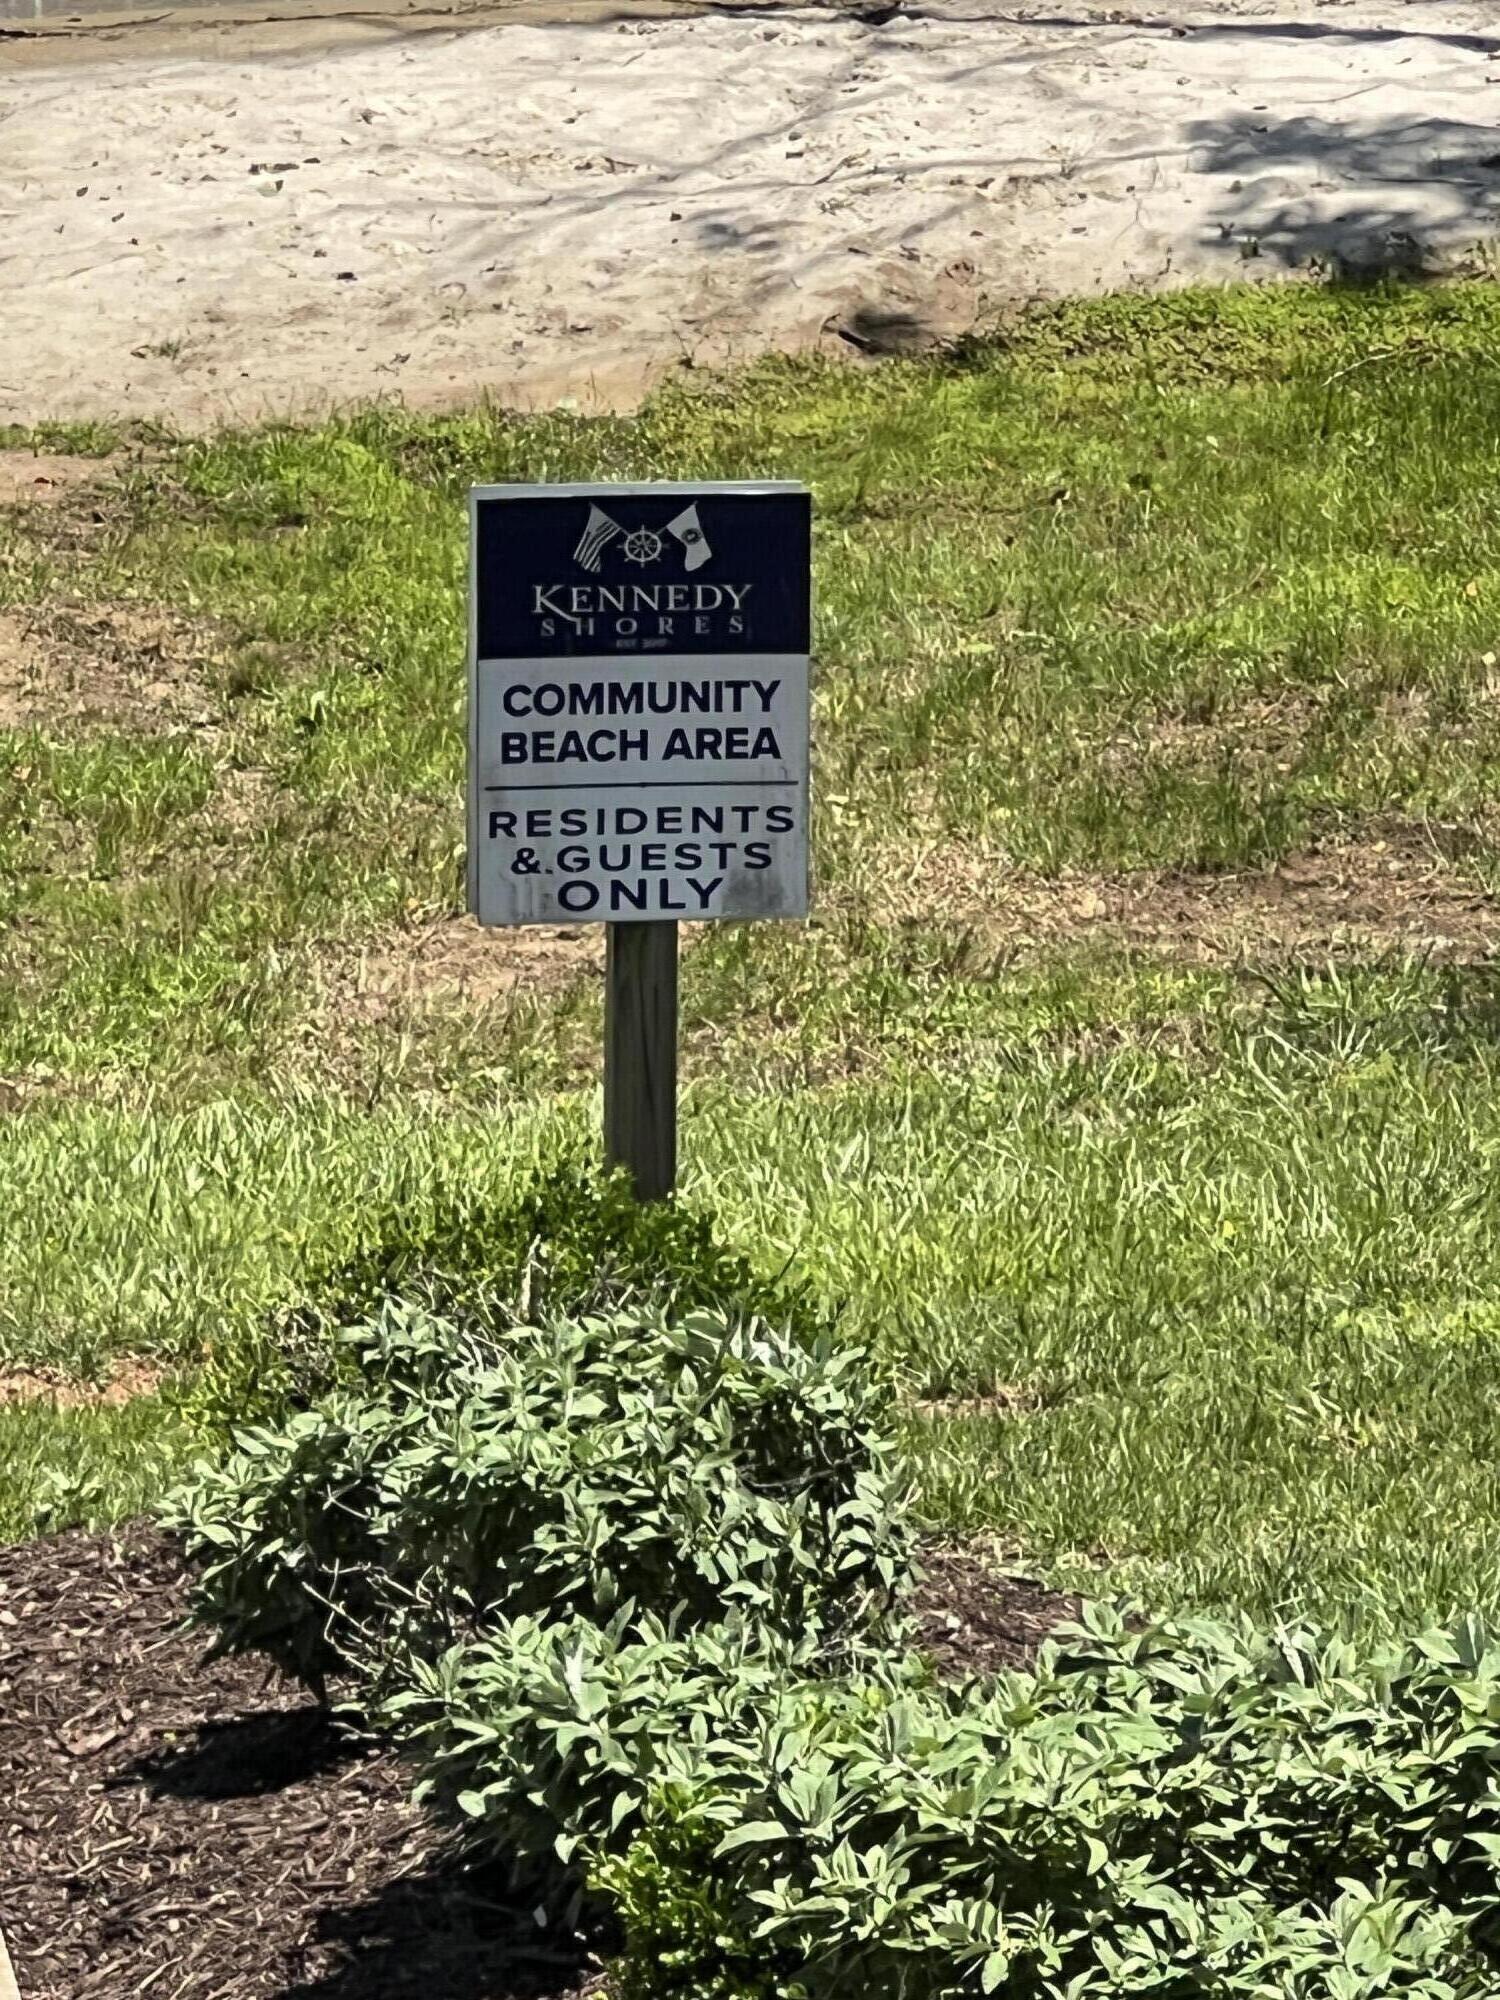 KENNEDY
SHORES
COMMUNITY
BEACH AREA
RESIDENTS
& GUESTS
ONLY